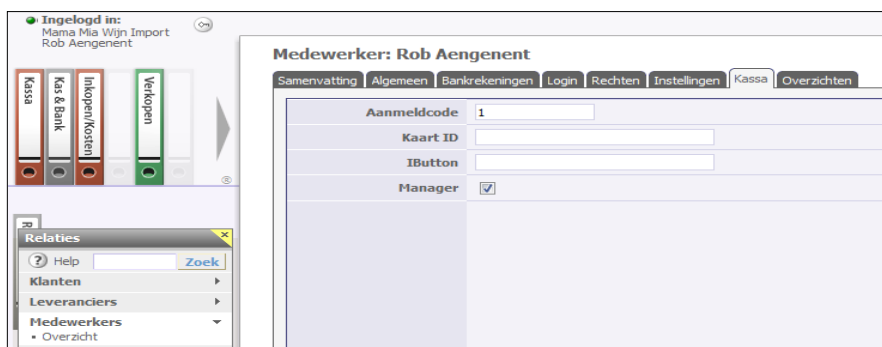 Ingelogd in:
Mama Mia Wijn Import
Rob Aengenent
Kassa
Kas & Bank
Inkopen/Kosten
Verkopen
®
Medewerker: Rob Aengenent
Samenvatting Algemeen Bankrekeningen Login Rechten Instellingen Kassa Overzichten
Aanmeldcode 1
Kaart ID
IButton
Manager
R
Relaties ×
? Help Zoek
Klanten
Leveranciers
Medewerkers
• Overzicht